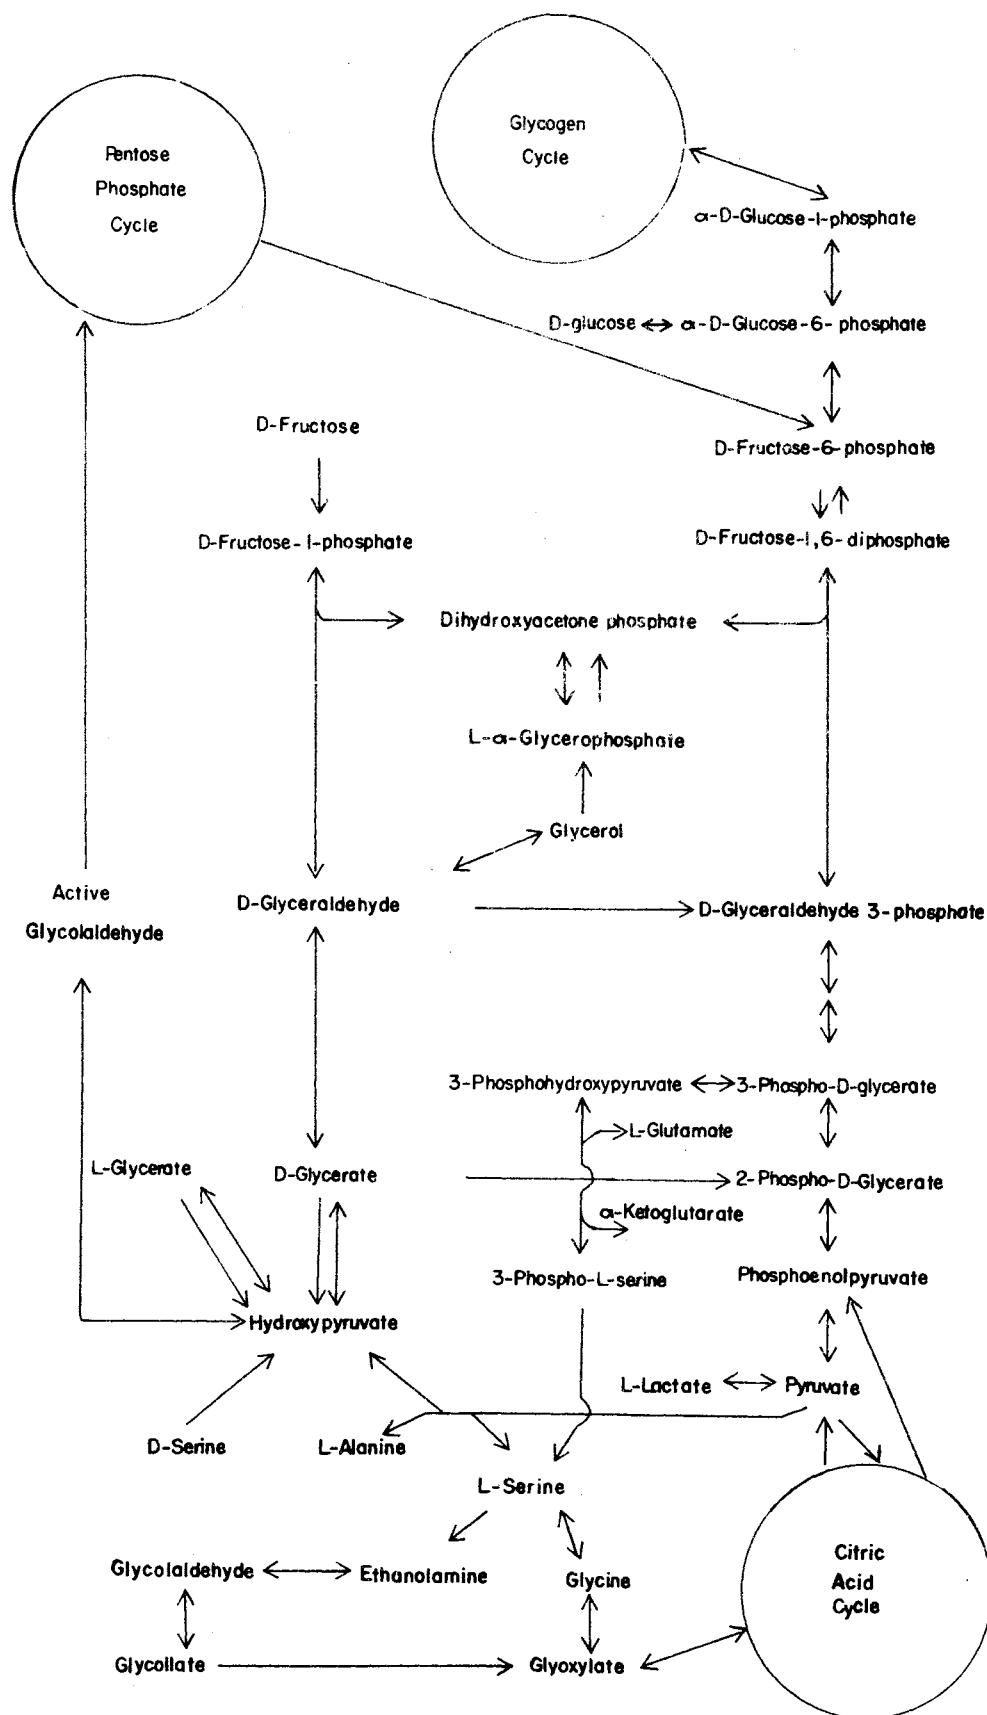 Pentose
Phosphate
Cycle
Glycogen
Cycle
α-D-Glucose-1-phosphate
D-glucose ↔ α-D-Glucose-6-phosphate
D-Fructose
D-Fructose-6-phosphate
D-Fructose-1-phosphate
D-Fructose-1,6-diphosphate
Dihydroxyacetone phosphate
L-α-Glycerophosphate
Glycerol
Active
Glycolaldehyde
D-Glyceraldehyde
D-Glyceraldehyde 3-phosphate
3-Phosphohydroxypyruvate ↔ 3-Phospho-D-glycerate
L-Glutamate
L-Glycerate
D-Glycerate
2-Phospho-D-Glycerate
α-Ketoglutarate
3-Phospho-L-serine
Phosphoenolpyruvate
Hydroxypyruvate
L-Lactate ↔ Pyruvate
D-Serine
L-Alanine
L-Serine
Glycolaldehyde
Ethanolamine
Glycine
Citric
Acid
Cycle
Glycollate
Glyoxylate